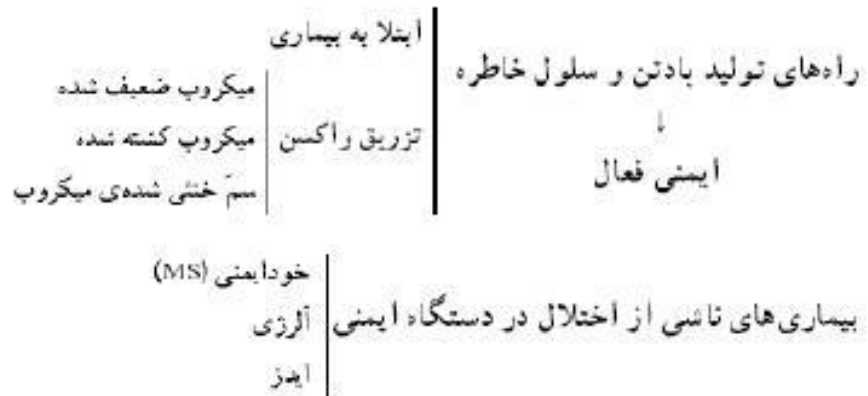 راه‌های تولید پادتن و سلول خاطره
↓
ایمنی فعال
ابتلا به بیماری
تزریق واکسن
میکروب ضعیف شده
میکروب کشته شده
سمّ خنثی شده‌ی میکروب
بیماری‌های ناشی از اختلال در دستگاه ایمنی
خودایمنی (MS)
آلرژی
ایدز